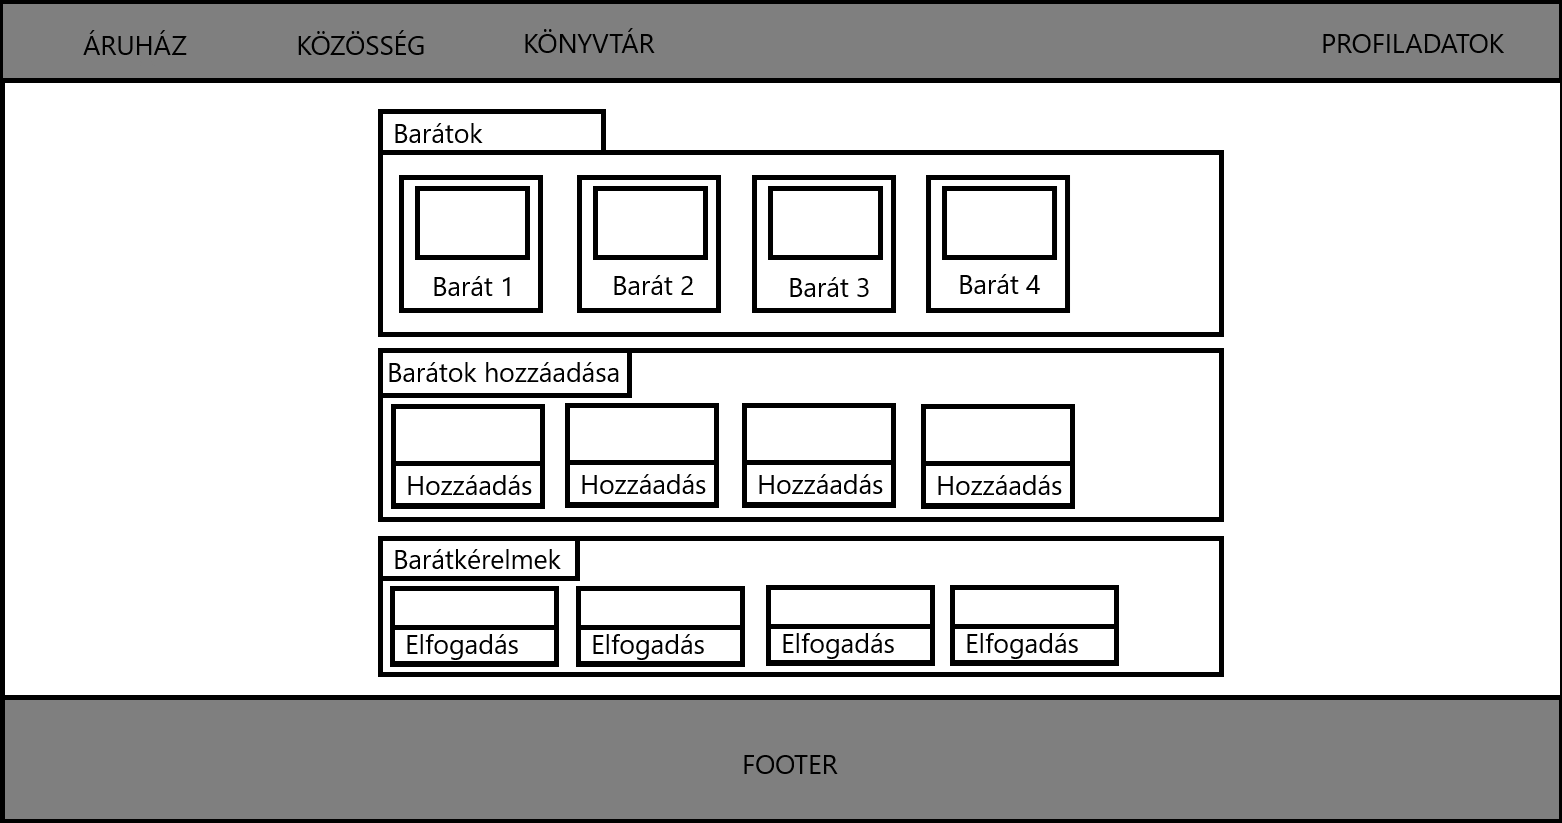 ÁRUHÁZ KÖZÖSSÉG KÖNYVTÁR PROFILADATOK
Barátok
Barát 1 Barát 2 Barát 3 Barát 4
Barátok hozzáadása
Hozzáadás Hozzáadás Hozzáadás Hozzáadás
Barátkérelmek
Elfogadás Elfogadás Elfogadás Elfogadás
FOOTER